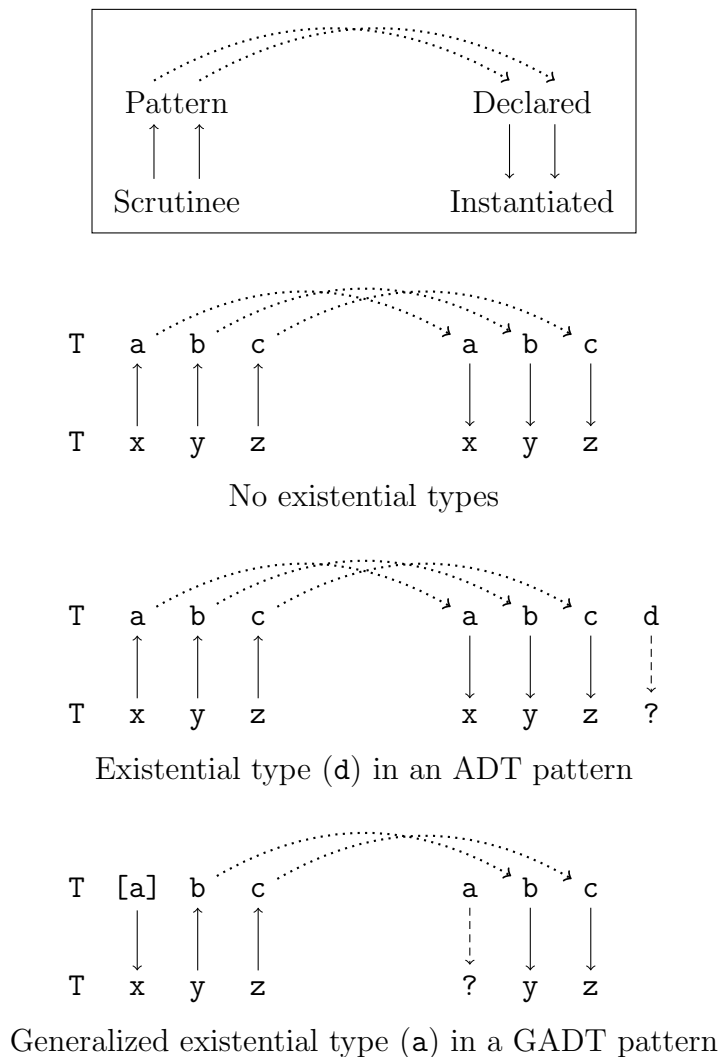 Pattern Declared
Scrutinee Instantiated
T a b c a b c
T x y z x y z
No existential types
T a b c a b c d
T x y z x y z ?
Existential type (d) in an ADT pattern
T [a] b c a b c
T x y z ? y z
Generalized existential type (a) in a GADT pattern